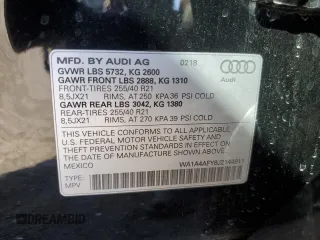 MFD. BY AUDI AG 0218
GVWR LBS 5732, KG 2600
GAWR FRONT LBS 2888, KG 1310
FRONT-TIRES 255/40 R21
8,5JX21 RIMS, AT 250 KPA 36 PSI COLD
GAWR REAR LBS 3042, KG 1380
REAR-TIRES 255/40 R21
8,5JX21 RIMS, AT 270 KPA 39 PSI COLD
THIS VEHICLE CONFORMS TO ALL APPLICABLE
U.S. FEDERAL MOTOR VEHICLE SAFETY,
BUMPER, AND THEFT PREVENTION STANDARDS
IN EFFECT ON THE DATE OF MANUFACTURE
SHOWN ABOVE.
MEXICO
Audi
TYPE:
MPV